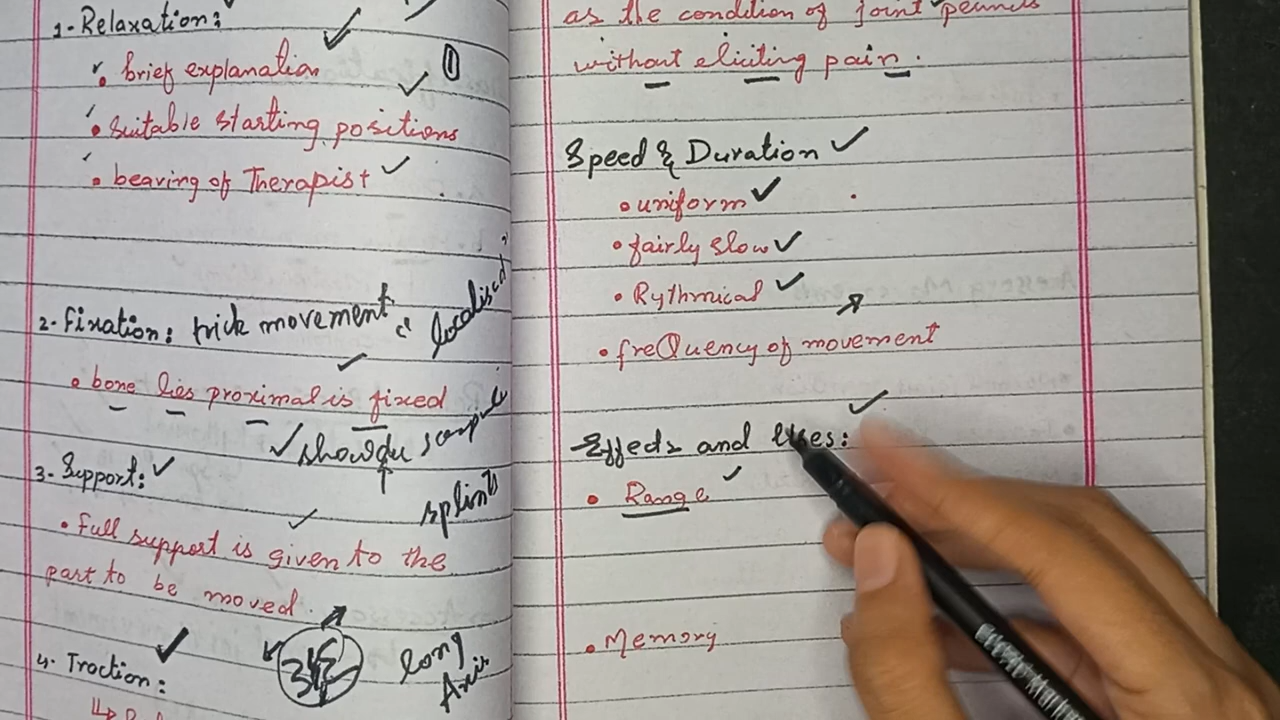 1. Relaxation:
• brief explanation
• Suitable starting positions
• bearing of Therapist
2. Fixation: trick movement
localised
• bone lies proximal is fixed
3. Support:
splints
• Full support is given to the
part to be moved.
4. Traction:
long
Axis
as the condition of joint
without eliciting pain.
Speed & Duration
• uniform
• fairly slow
• Rythmical
• freQuency of movement
Effects and Uses:
• Range
• Memory